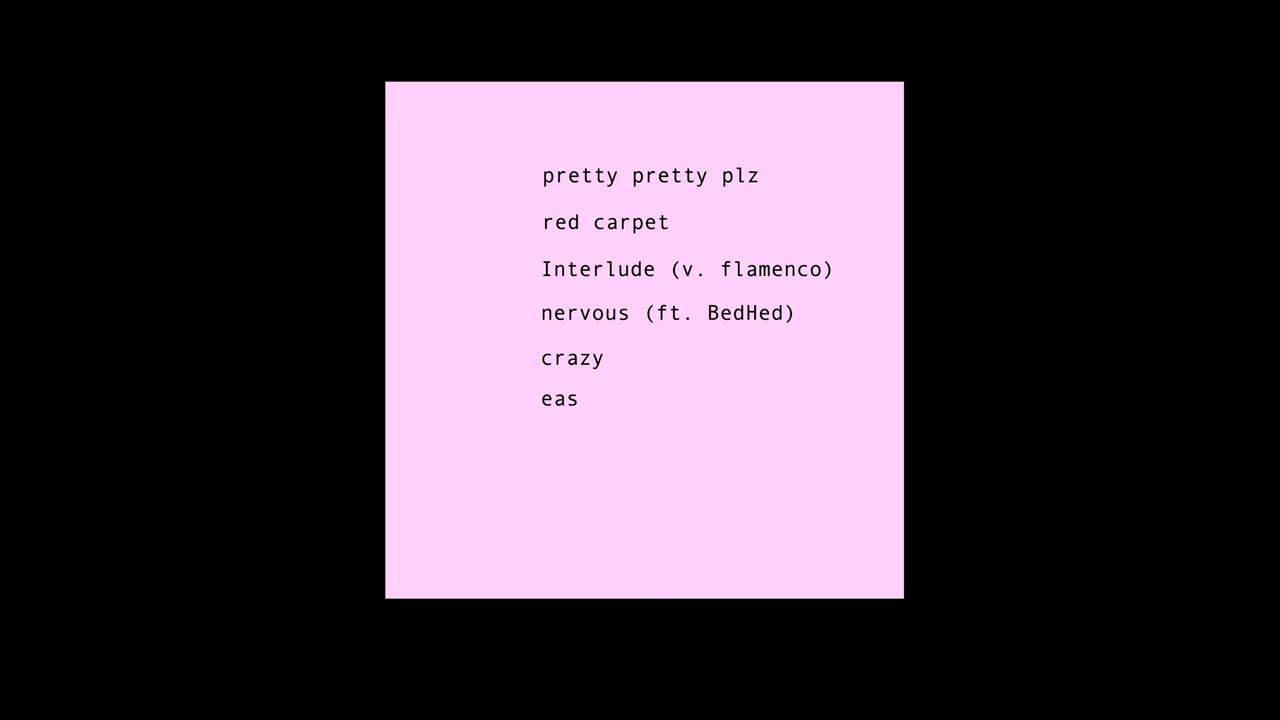 pretty pretty plz
red carpet
Interlude (v. flamenco)
nervous (ft. BedHed)
crazy
eas